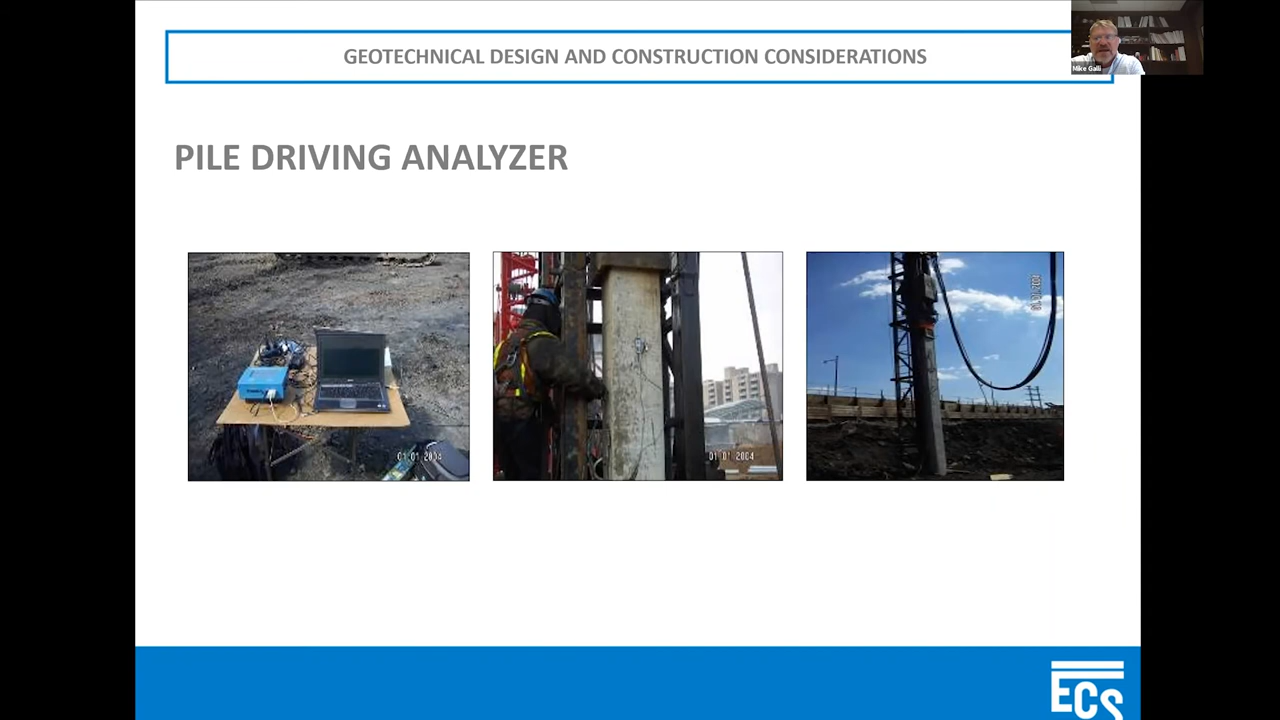 GEOTECHNICAL DESIGN AND CONSTRUCTION CONSIDERATIONS
Mike Galli
PILE DRIVING ANALYZER
01.01.2004
01.01.2004
ECS